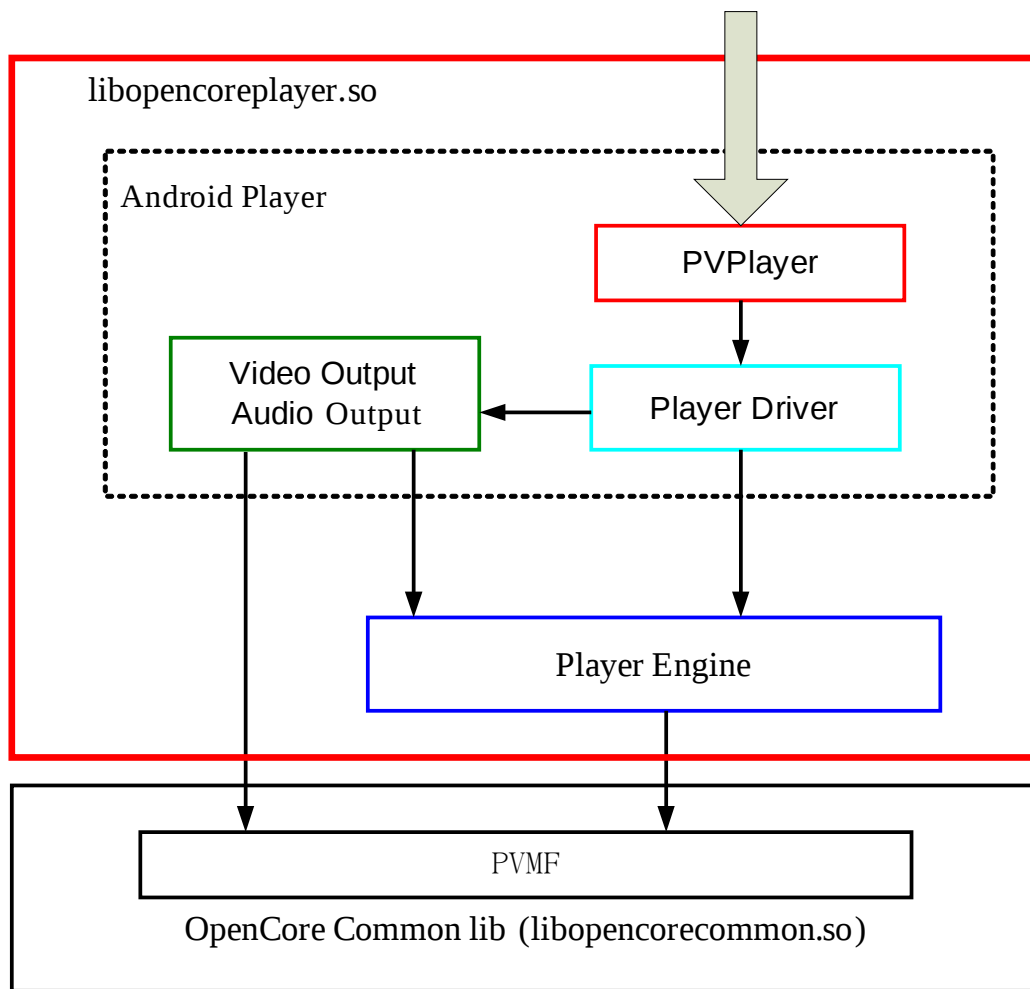 libopencoreplayer.so
Android Player
PVPlayer
Video Output
Audio Output
Player Driver
Player Engine
PVMF
OpenCore Common lib (libopencorecommon.so)